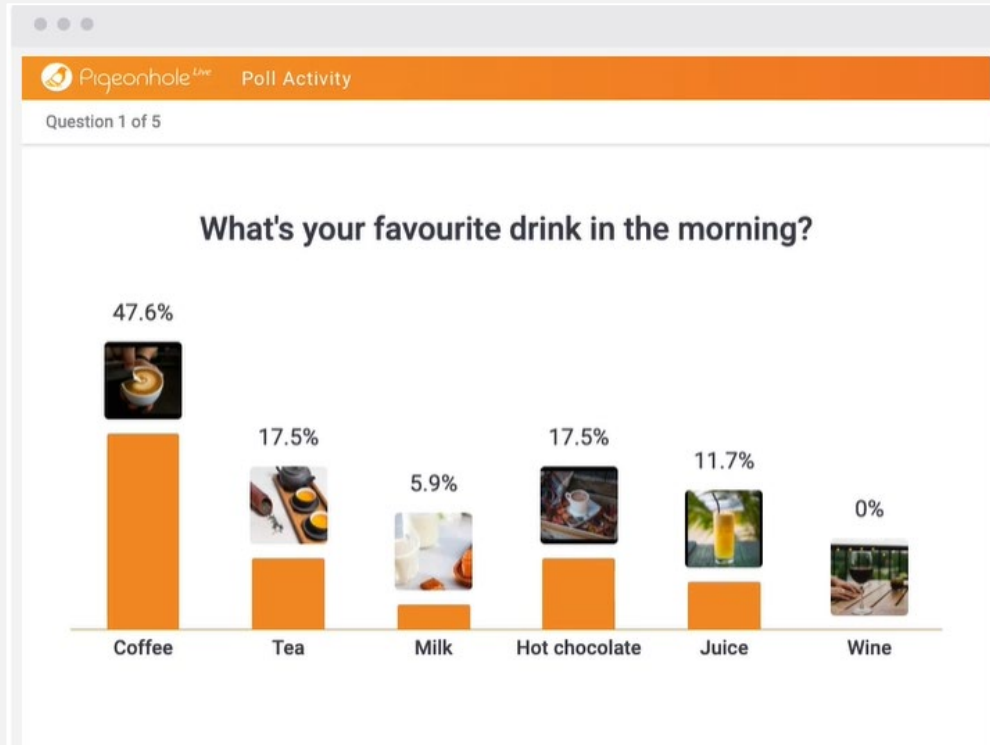 Pigeonhole Live Poll Activity
Question 1 of 5
What's your favourite drink in the morning?
47.6%
17.5%
5.9%
17.5%
11.7%
0%
Coffee Tea Milk Hot chocolate Juice Wine